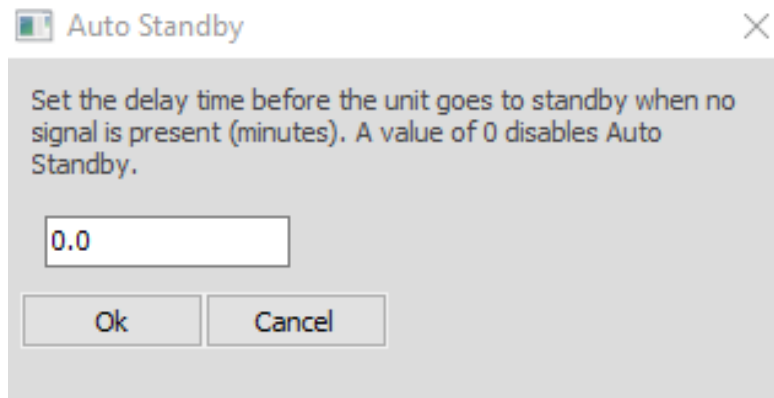 Auto Standby
Set the delay time before the unit goes to standby when no
signal is present (minutes). A value of 0 disables Auto
Standby.
0.0
Ok Cancel